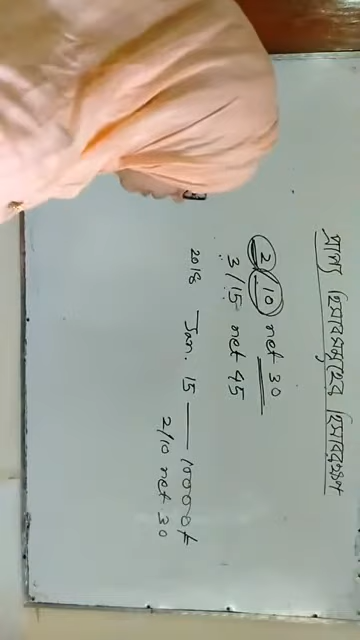 প্রাপ্য হিসাবসমূহের হিসাবরক্ষণ
2/10 net 30
3/15 net 45
2018 Jan. 15 — 10000/-
2/10 net 30